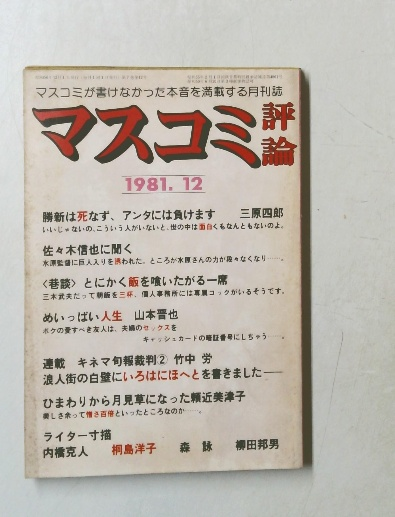 マスコミが書けなかった本音を満載する月刊誌
マスコミ評論
1981. 12
勝新は死なず、アンタには負けます 三原四郎
いいじゃないの、こういう人がいないと、世の中は面白くもなんともないのよ。
佐々木信也に聞く
水原監督に巨人入りを誘われた。ところが水原さんの力が段々なくなり——。
〈巷談〉とにかく飯を喰いたがる一席
三木武夫だって朝飯を三杯、個人事務所には専属コックがいるそうです。
めいっぱい人生 山本晋也
ボクの愛すべき友人は、夫婦のセックスを
キャッシュカードの暗証番号にしちゃう——。
連載 キネマ旬報裁判② 竹中 労
浪人街の白壁にいろはにほへとを書きました——
ひまわりから月見草になった頼近美津子
美しさ余って憎さ百倍といったところなのか——。
ライター寸描
内橋克人 桐島洋子 森 詠 柳田邦男